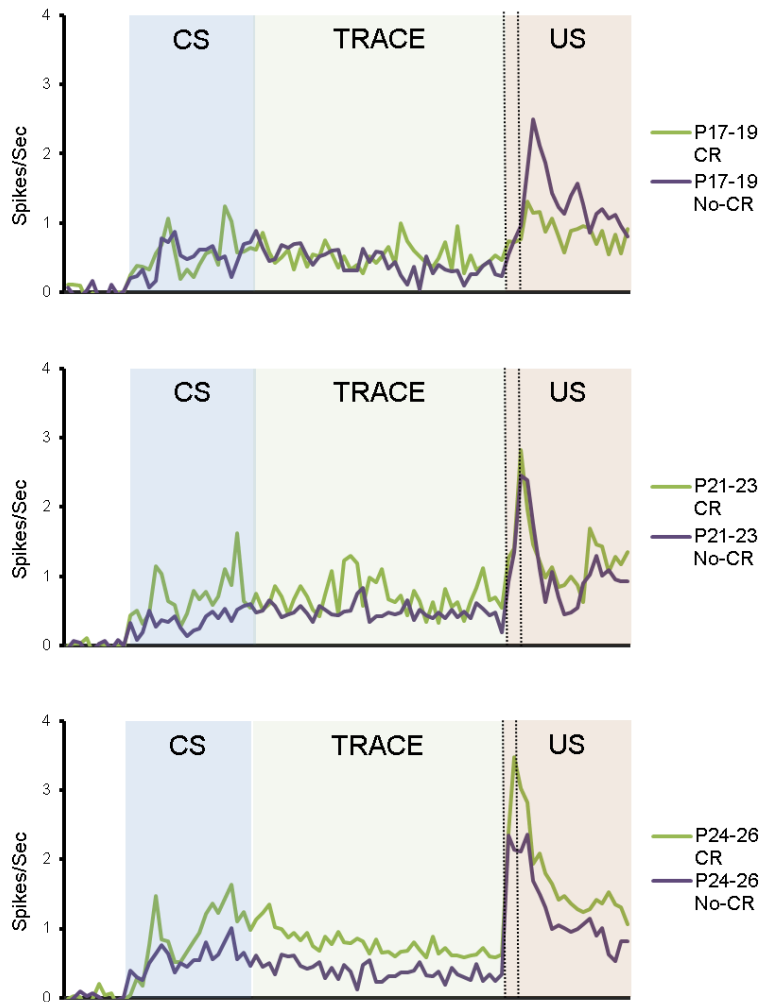 4
3
2
1
0
Spikes/Sec
CS
TRACE
US
P17-19
CR
P17-19
No-CR
4
3
2
1
0
Spikes/Sec
CS
TRACE
US
P21-23
CR
P21-23
No-CR
4
3
2
1
0
Spikes/Sec
CS
TRACE
US
P24-26
CR
P24-26
No-CR